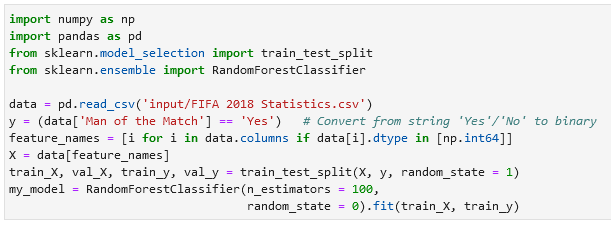 import numpy as np
import pandas as pd
from sklearn.model_selection import train_test_split
from sklearn.ensemble import RandomForestClassifier

data = pd.read_csv('input/FIFA 2018 Statistics.csv')
y = (data['Man of the Match'] == 'Yes')   # Convert from string 'Yes'/'No' to binary
feature_names = [i for i in data.columns if data[i].dtype in [np.int64]]
X = data[feature_names]
train_X, val_X, train_y, val_y = train_test_split(X, y, random_state = 1)
my_model = RandomForestClassifier(n_estimators = 100,
                                  random_state = 0).fit(train_X, train_y)